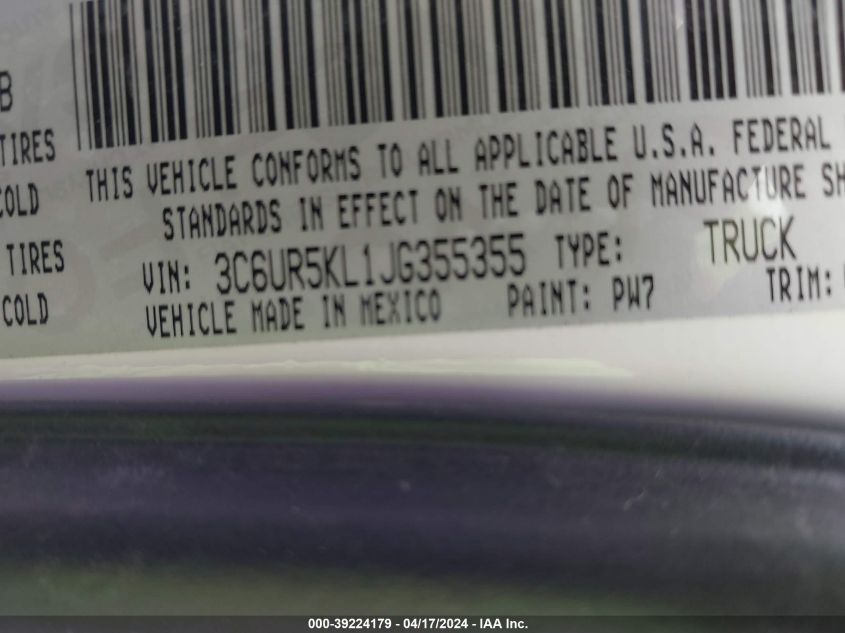 B
TIRES
COLD
TIRES
COLD
THIS VEHICLE CONFORMS TO ALL APPLICABLE U.S.A. FEDERAL
STANDARDS IN EFFECT ON THE DATE OF MANUFACTURE SH
VIN: 3C6UR5KL1JG355355 TYPE: TRUCK
VEHICLE MADE IN MEXICO PAINT: PW7 TRIM:
000-39224179 - 04/17/2024 - IAA Inc.